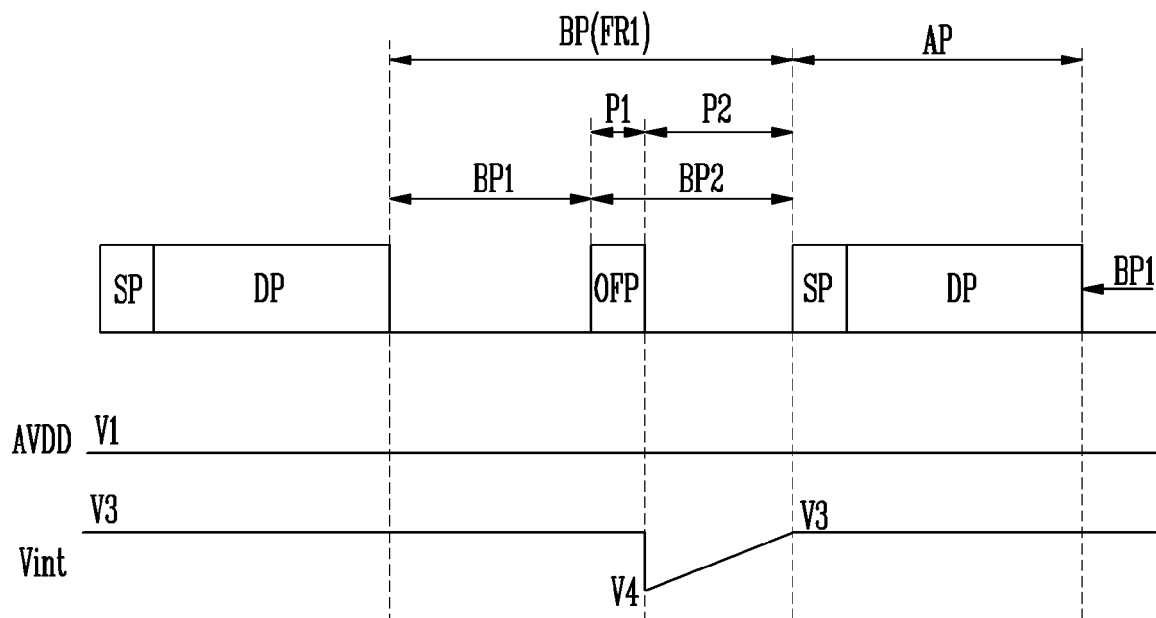 BP(FR1) AP
P1 P2
BP1 BP2
SP DP OFP SP DP BP1
AVDD V1
V3 V3
Vint
V4